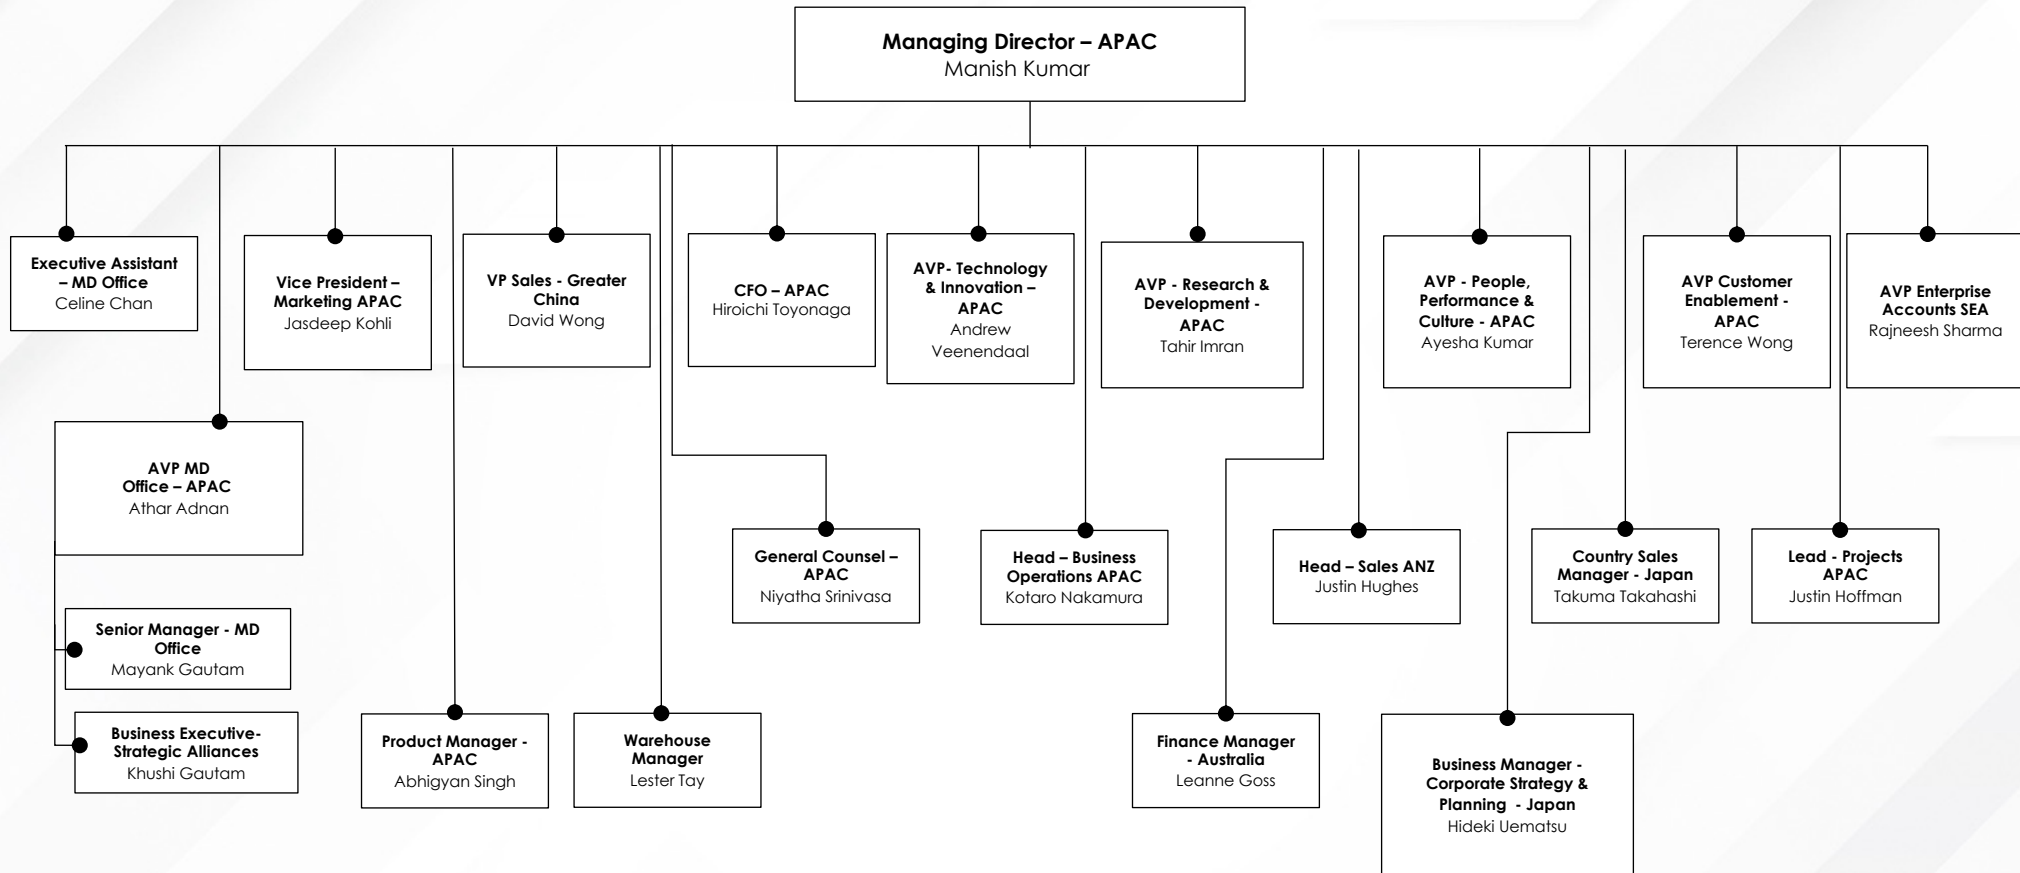 Managing Director – APAC
Manish Kumar
Executive Assistant
– MD Office
Celine Chan
Vice President –
Marketing APAC
Jasdeep Kohli
VP Sales - Greater
China
David Wong
CFO – APAC
Hiroichi Toyonaga
AVP- Technology
& Innovation –
APAC
Andrew
Veenendaal
AVP - Research &
Development -
APAC
Tahir Imran
AVP - People,
Performance &
Culture - APAC
Ayesha Kumar
AVP Customer
Enablement -
APAC
Terence Wong
AVP Enterprise
Accounts SEA
Rajneesh Sharma
AVP MD
Office – APAC
Athar Adnan
General Counsel –
APAC
Niyatha Srinivasa
Head – Business
Operations APAC
Kotaro Nakamura
Head – Sales ANZ
Justin Hughes
Country Sales
Manager - Japan
Takuma Takahashi
Lead - Projects
APAC
Justin Hoffman
Senior Manager - MD
Office
Mayank Gautam
Business Executive-
Strategic Alliances
Khushi Gautam
Product Manager -
APAC
Abhigyan Singh
Warehouse
Manager
Lester Tay
Finance Manager
- Australia
Leanne Goss
Business Manager -
Corporate Strategy &
Planning - Japan
Hideki Uematsu